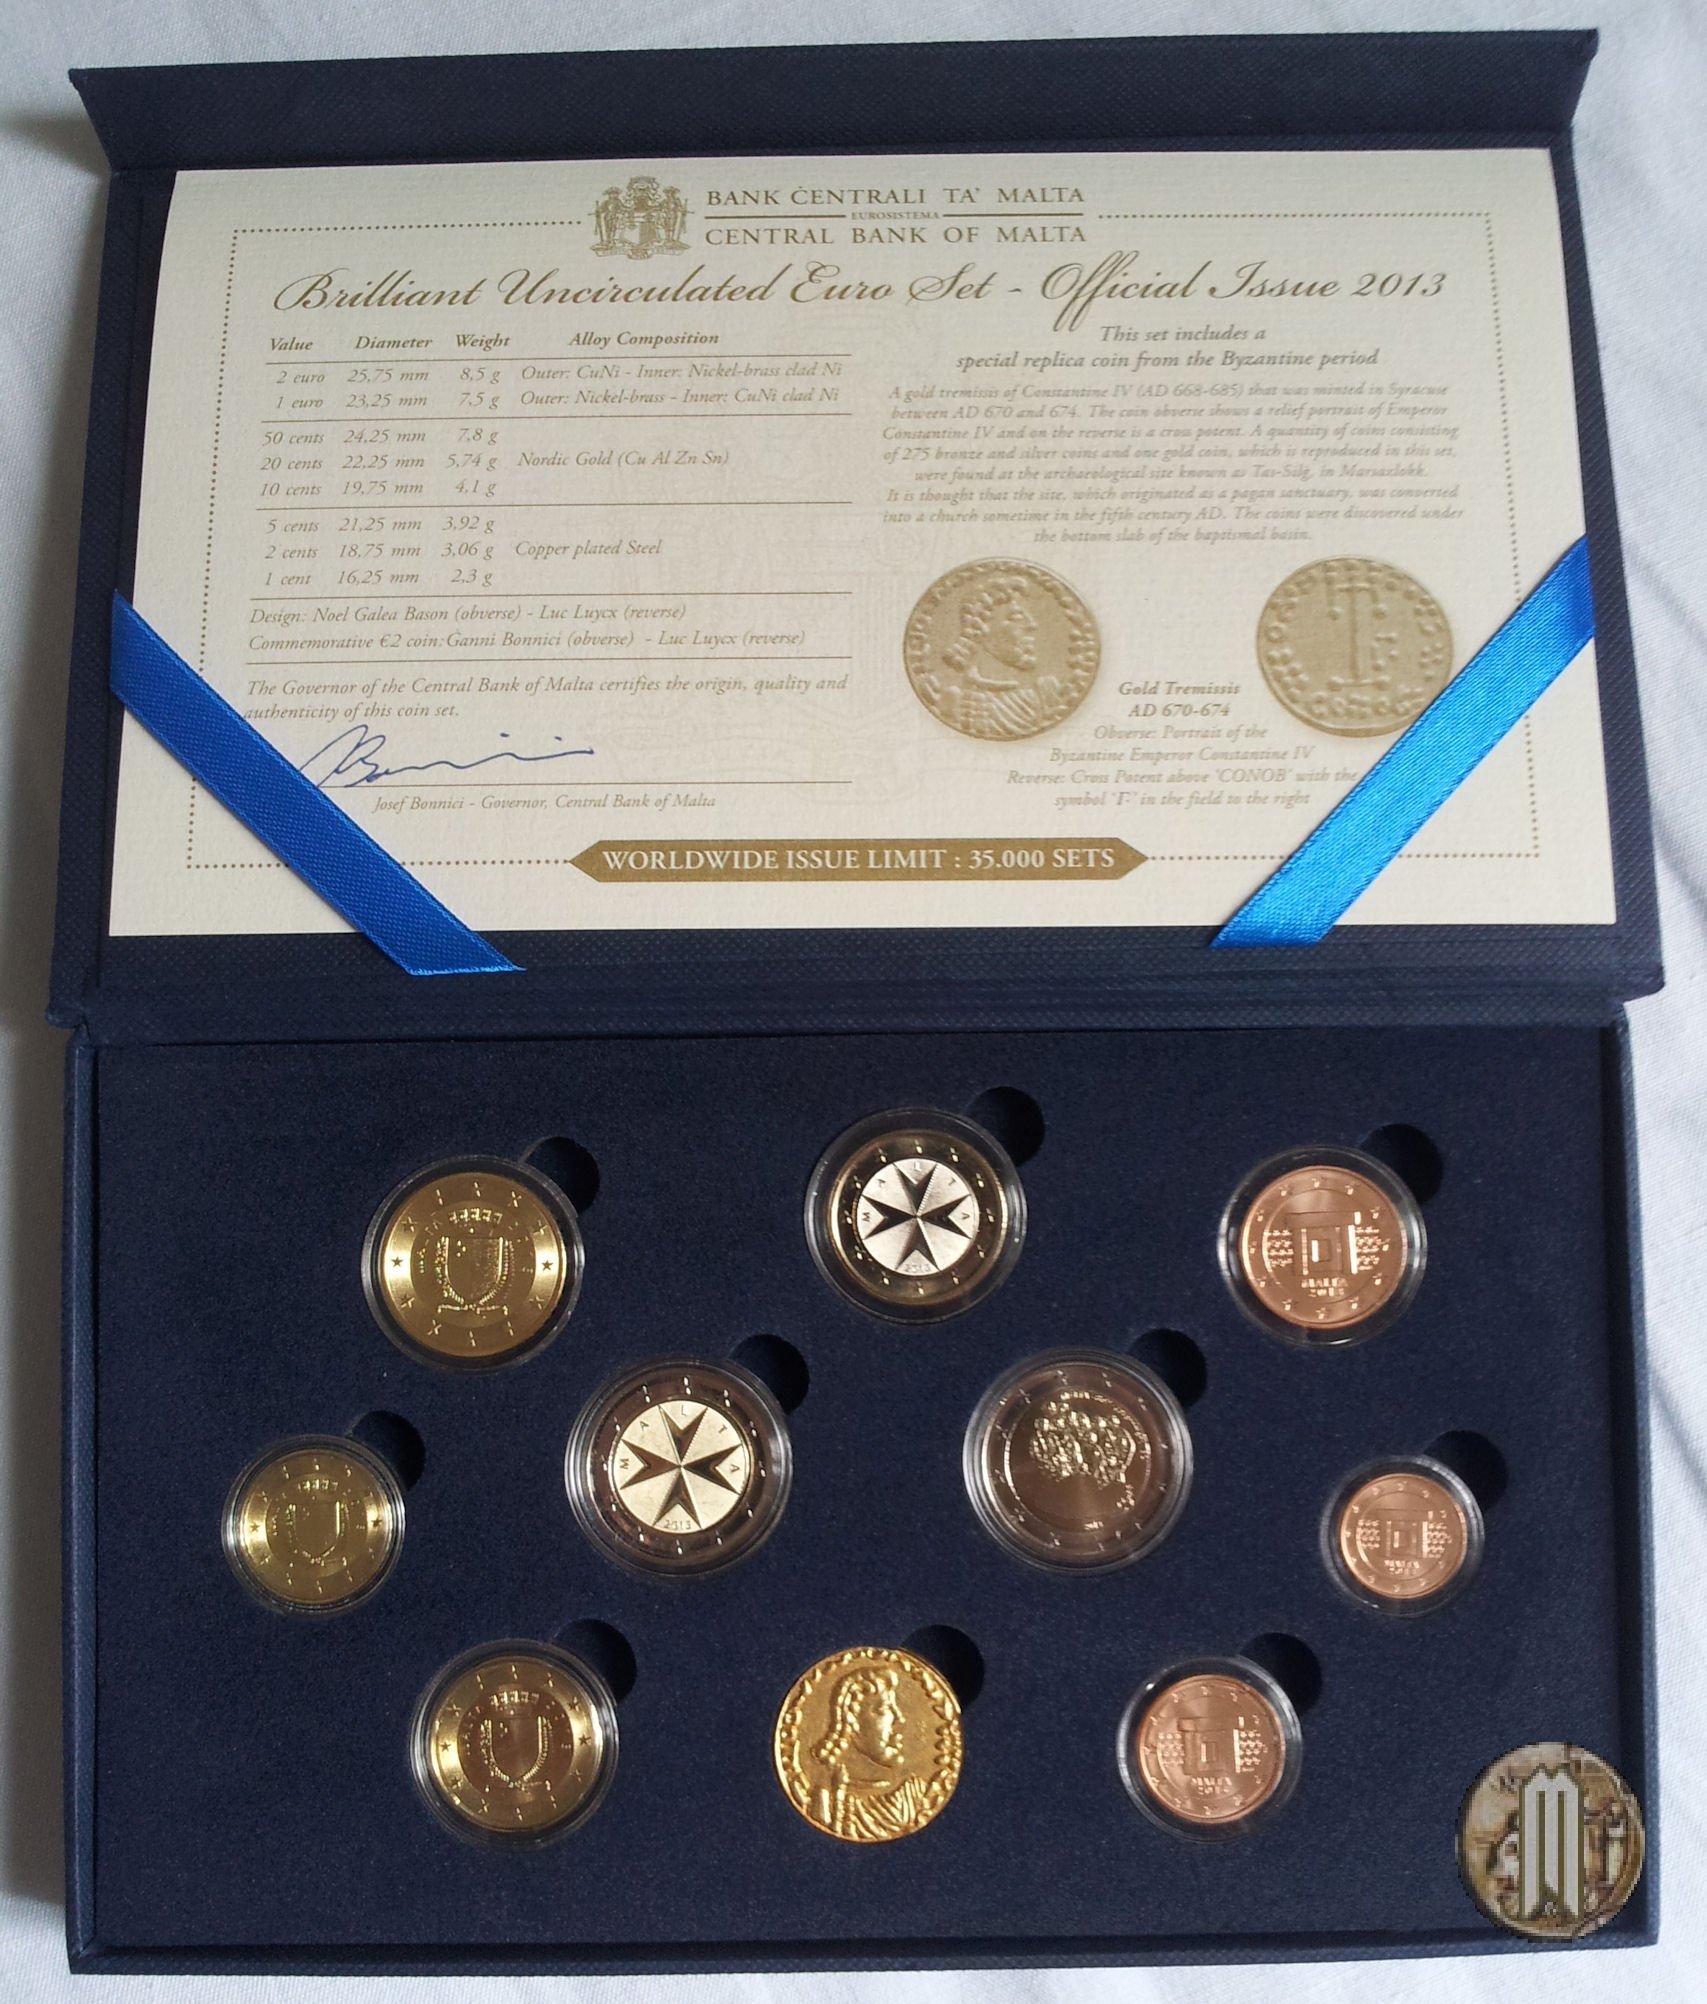 BANK ĊENTRALI TA' MALTA
EUROSISTEMA
CENTRAL BANK OF MALTA
Brilliant Uncirculated Euro Set - Official Issue 2013
Value Diameter Weight Alloy Composition
2 euro 25,75 mm 8,5 g Outer: CuNi - Inner: Nickel-brass clad Ni
1 euro 23,25 mm 7,5 g Outer: Nickel-brass - Inner: CuNi clad Ni
50 cents 24,25 mm 7,8 g
20 cents 22,25 mm 5,74 g Nordic Gold (Cu Al Zn Sn)
10 cents 19,75 mm 4,1 g
5 cents 21,25 mm 3,92 g
2 cents 18,75 mm 3,06 g Copper plated Steel
1 cent 16,25 mm 2,3 g
Design: Noel Galea Bason (obverse) - Luc Luycx (reverse)
Commemorative €2 coin: Ġanni Bonnici (obverse) - Luc Luycx (reverse)
The Governor of the Central Bank of Malta certifies the origin, quality and
authenticity of this coin set.
Josef Bonnici - Governor, Central Bank of Malta
This set includes a
special replica coin from the Byzantine period
A gold tremissis of Constantine IV (AD 668-685) that was minted in Syracuse
between AD 670 and 674. The coin obverse shows a relief portrait of Emperor
Constantine IV and on the reverse is a cross potent. A quantity of coins consisting
of 275 bronze and silver coins and one gold coin, which is reproduced in this set,
were found at the archaeological site known as Tas-Silġ, in Marsaxlokk.
It is thought that the site, which originated as a pagan sanctuary, was converted
into a church sometime in the fifth century AD. The coins were discovered under
the bottom slab of the baptismal basin.
Gold Tremissis
AD 670-674
Obverse: Portrait of the
Byzantine Emperor Constantine IV
Reverse: Cross Potent above 'CONOB' with the
symbol 'F:' in the field to the right
WORLDWIDE ISSUE LIMIT : 35.000 SETS
MALTA
2013
MALTA
2013
MALTA
2013
MALTA
2013
MALTA
MALTA
2013
M